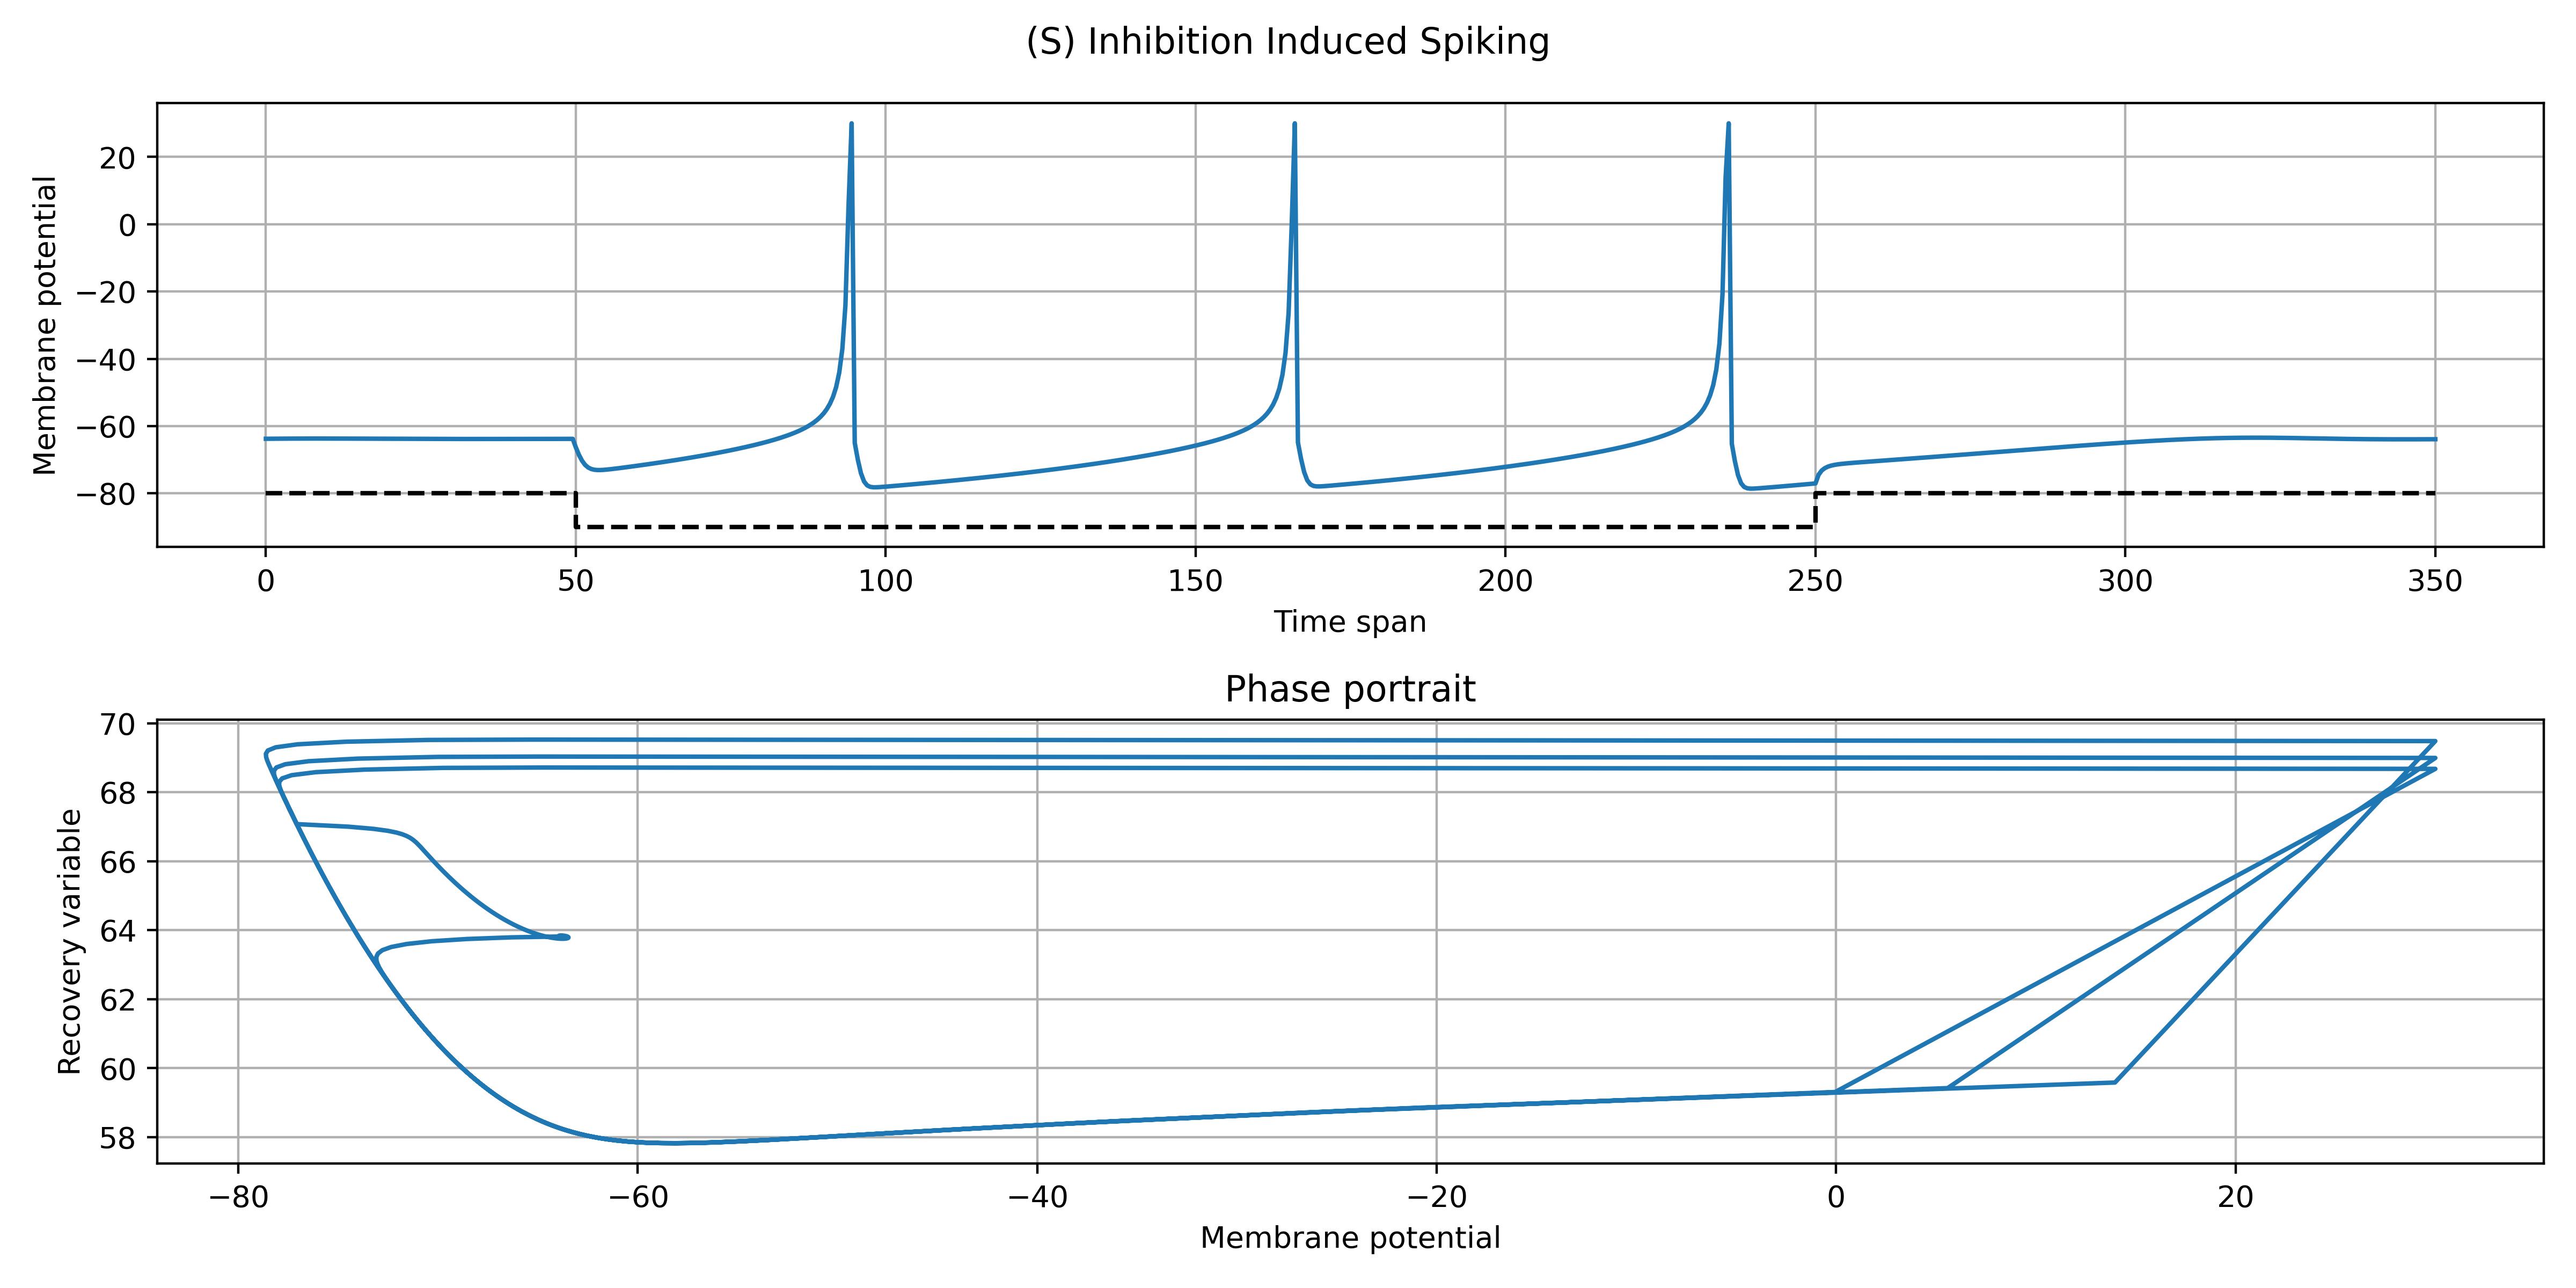 (S) Inhibition Induced Spiking
Membrane potential
20
0
−20
−40
−60
−80
0 50 100 150 200 250 300 350
Time span
Phase portrait
Recovery variable
70
68
66
64
62
60
58
−80 −60 −40 −20 0 20
Membrane potential